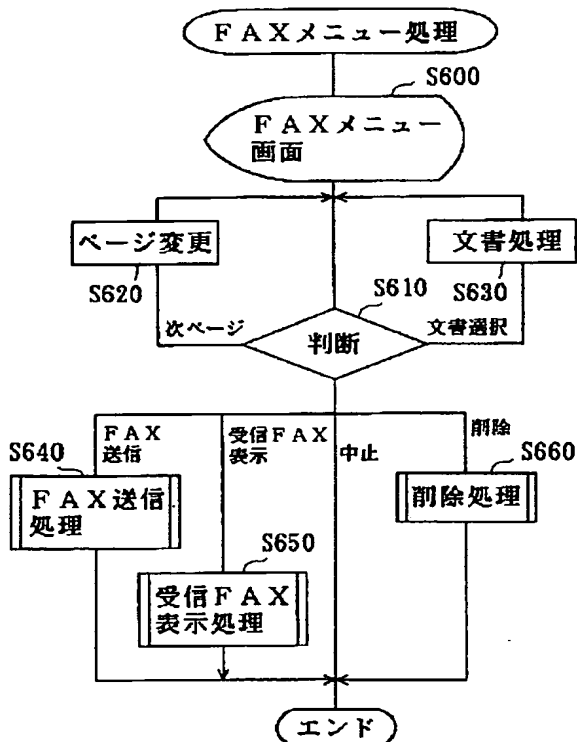 ＦＡＸメニュー処理
S600
ＦＡＸメニュー
画面
ページ変更
文書処理
S620
S630
S610
次ページ
判断
文書選択
ＦＡＸ
送信
受信ＦＡＸ
表示
中止
削除
S640
S660
ＦＡＸ送信
処理
削除処理
S650
受信ＦＡＸ
表示処理
エンド